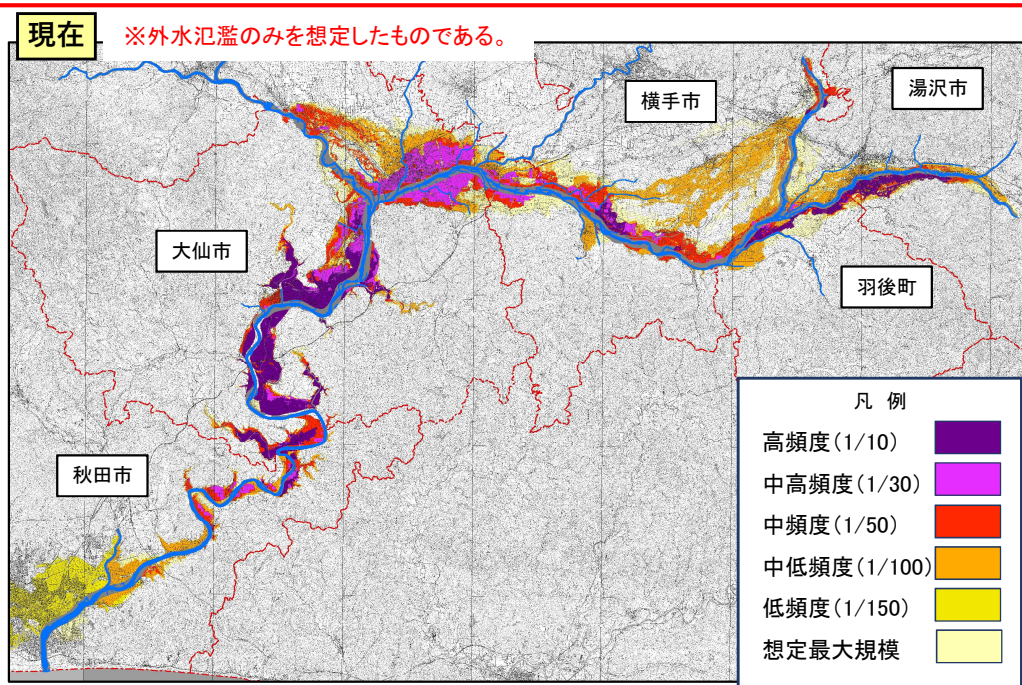 現在
※外水氾濫のみを想定したものである。
横手市
湯沢市
大仙市
羽後町
秋田市
凡 例
高頻度(1/10)
中高頻度(1/30)
中頻度(1/50)
中低頻度(1/100)
低頻度(1/150)
想定最大規模